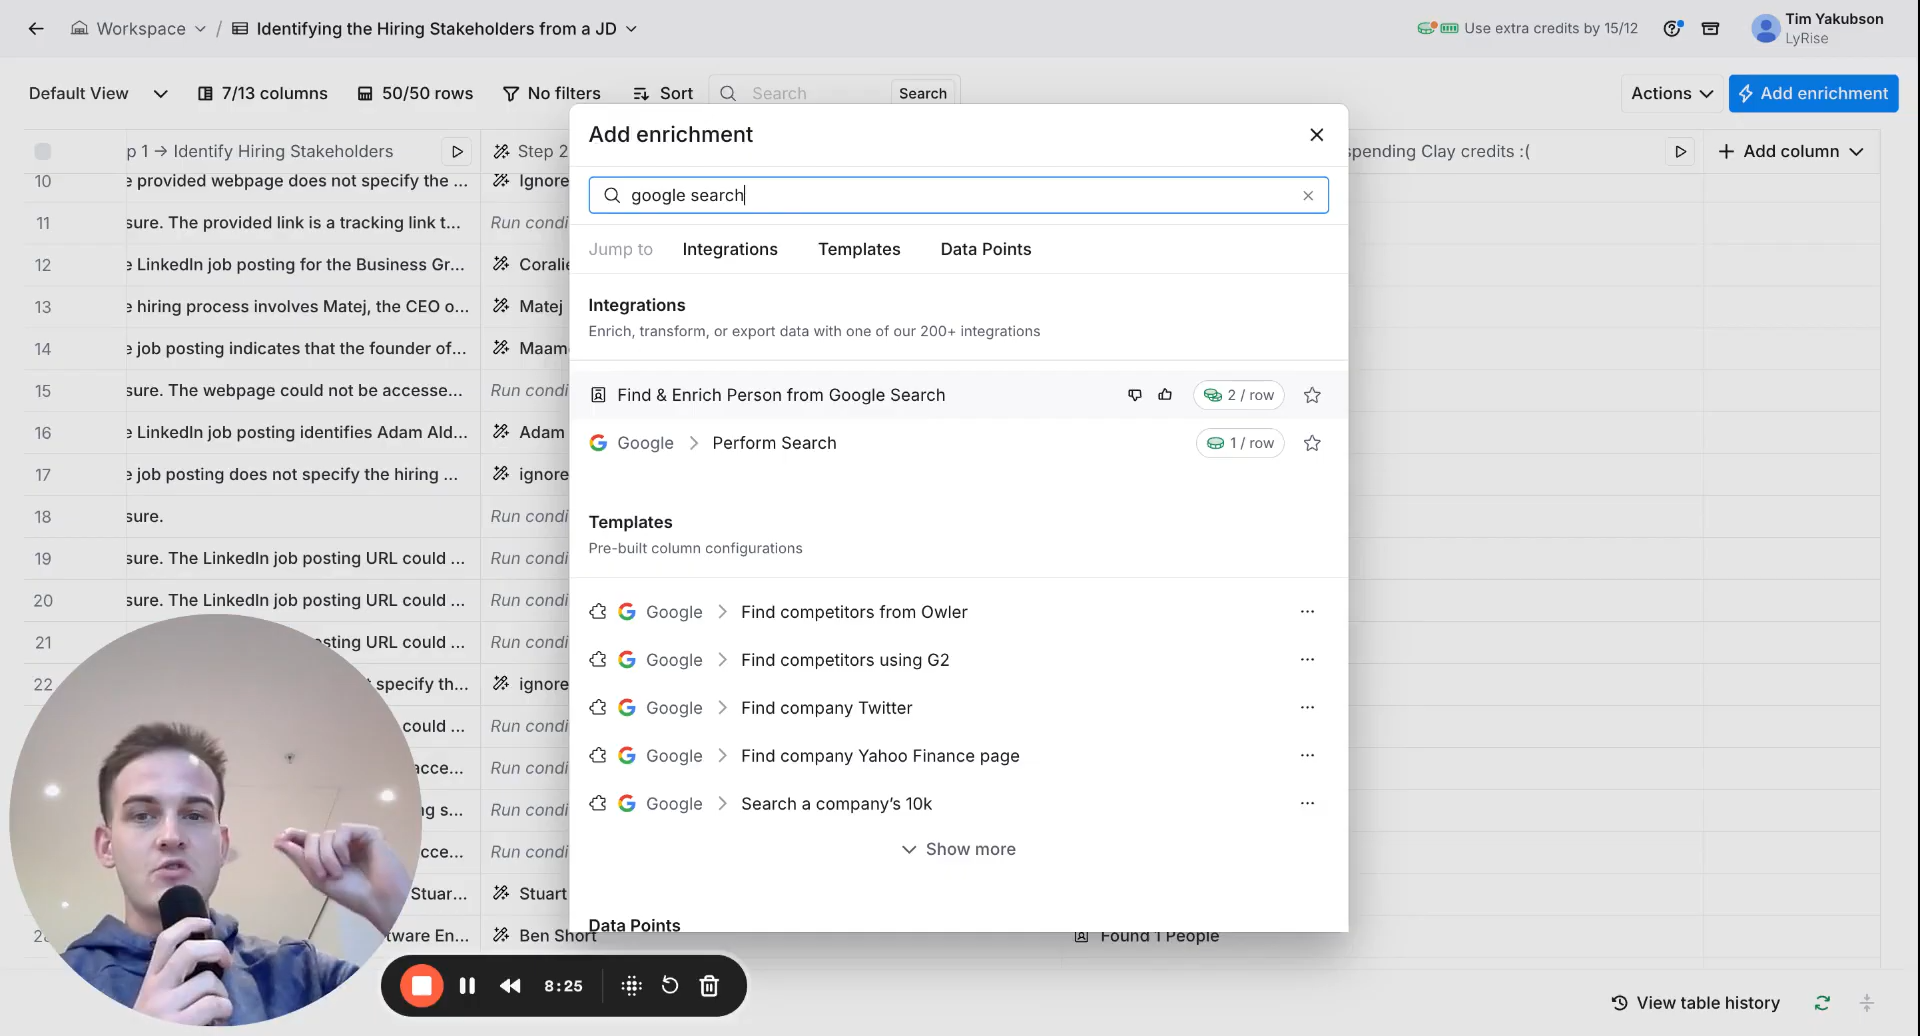 Workspace / Identifying the Hiring Stakeholders from a JD
Use extra credits by 15/12
Tim Yakubson
LyRise
Default View 7/13 columns 50/50 rows No filters Sort Search Search Actions Add enrichment
p 1 → Identify Hiring Stakeholders Step 2 spending Clay credits :( + Add column
Add enrichment
google search
Jump to Integrations Templates Data Points
Integrations
Enrich, transform, or export data with one of our 200+ integrations
Find & Enrich Person from Google Search 2 / row
Google > Perform Search 1 / row
Templates
Pre-built column configurations
Google > Find competitors from Owler ...
Google > Find competitors using G2 ...
Google > Find company Twitter ...
Google > Find company Yahoo Finance page ...
Google > Search a company’s 10k ...
Show more
Data Points
10 e provided webpage does not specify the ... Ignore
11 sure. The provided link is a tracking link t... Run condi
12 e LinkedIn job posting for the Business Gr... Coralie
13 e hiring process involves Matej, the CEO o... Matej
14 e job posting indicates that the founder of... Maam
15 sure. The webpage could not be accesse... Run condi
16 e LinkedIn job posting identifies Adam Ald... Adam
17 e job posting does not specify the hiring ... ignore
18 sure. Run condi
19 sure. The LinkedIn job posting URL could ... Run condi
20 sure. The LinkedIn job posting URL could ... Run condi
21 sting URL could ... Run condi
22 specify th... ignore
could ... Run condi
acce... Run condi
g s... Run condi
cce... Run condi
Stuar... Stuart
tware En... Ben Short Found 1 People
8:25
View table history